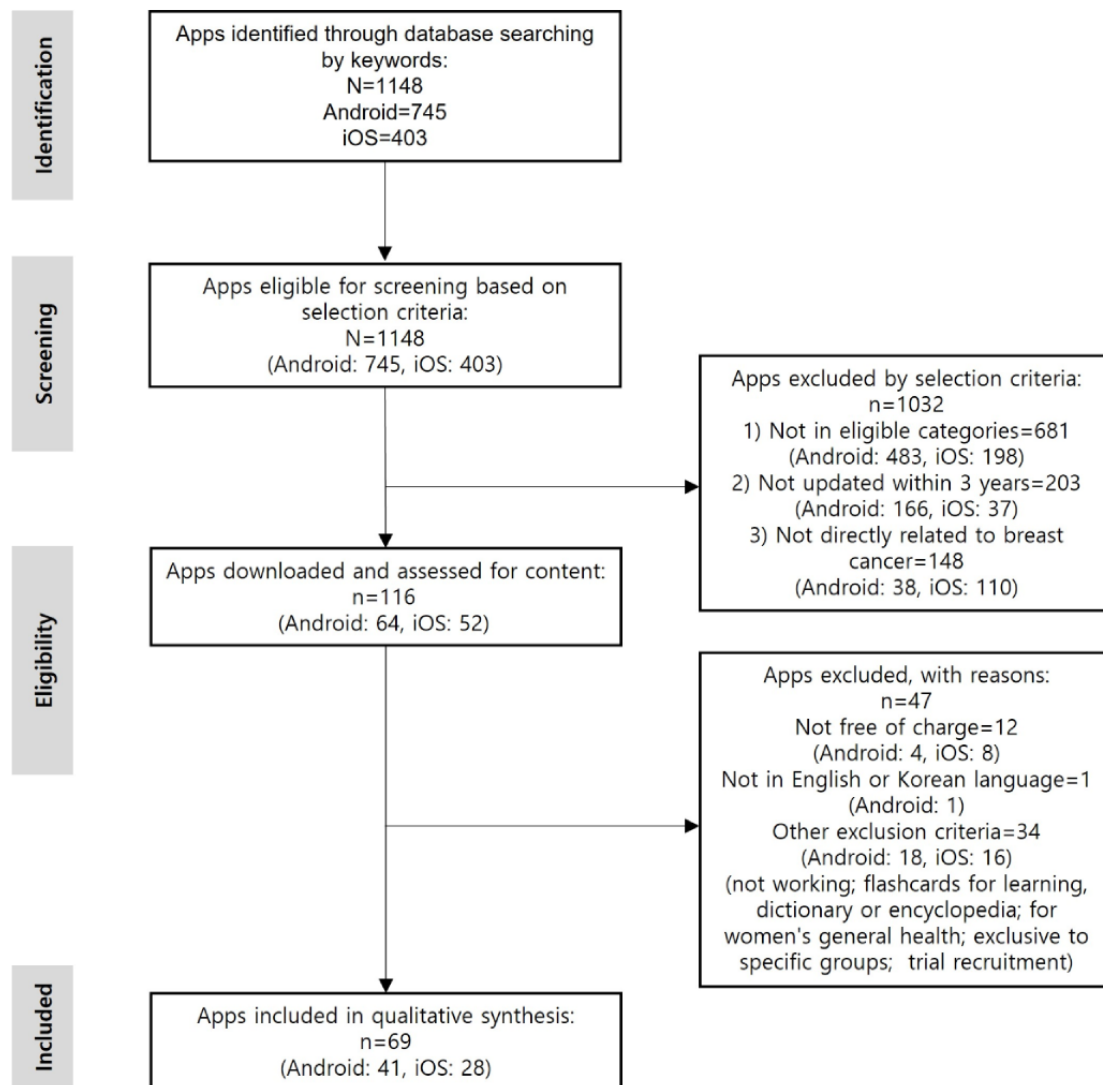 Identification
Apps identified through database searching
by keywords:
N=1148
Android=745
iOS=403
Screening
Apps eligible for screening based on
selection criteria:
N=1148
(Android: 745, iOS: 403)
Apps excluded by selection criteria:
n=1032
1) Not in eligible categories=681
(Android: 483, iOS: 198)
2) Not updated within 3 years=203
(Android: 166, iOS: 37)
3) Not directly related to breast
cancer=148
(Android: 38, iOS: 110)
Eligibility
Apps downloaded and assessed for content:
n=116
(Android: 64, iOS: 52)
Apps excluded, with reasons:
n=47
Not free of charge=12
(Android: 4, iOS: 8)
Not in English or Korean language=1
(Android: 1)
Other exclusion criteria=34
(Android: 18, iOS: 16)
(not working; flashcards for learning,
dictionary or encyclopedia; for
women's general health; exclusive to
specific groups; trial recruitment)
Included
Apps included in qualitative synthesis:
n=69
(Android: 41, iOS: 28)